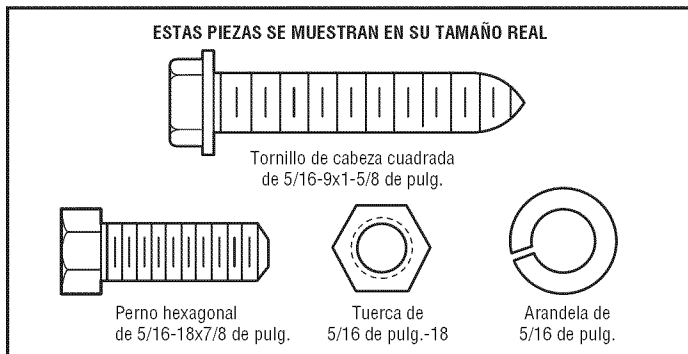 ESTAS PIEZAS SE MUESTRAN EN SU TAMAÑO REAL
Tornillo de cabeza cuadrada
de 5/16-9x1-5/8 de pulg.
Perno hexagonal
de 5/16-18x7/8 de pulg.
Tuerca de
5/16 de pulg.-18
Arandela de
5/16 de pulg.